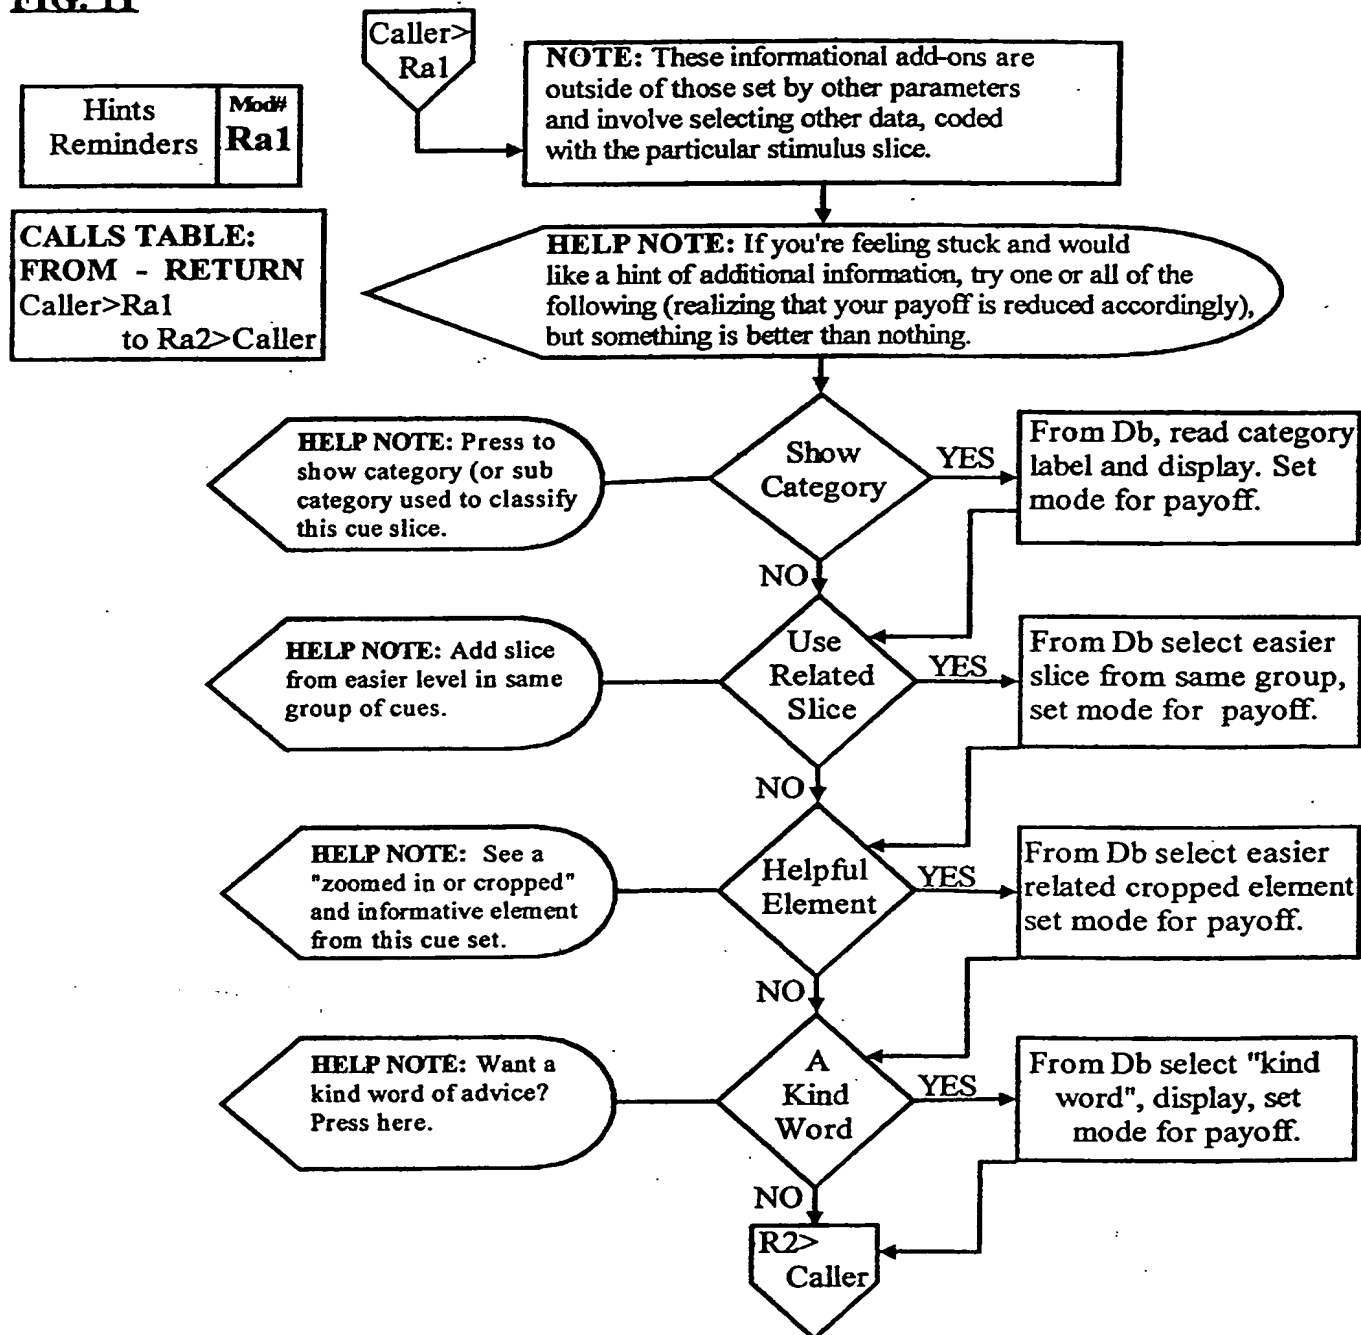 FIG. 11
Caller>
Ra1
NOTE: These informational add-ons are
outside of those set by other parameters
and involve selecting other data, coded
with the particular stimulus slice.
Hints
Reminders
Mod#
Ra1
CALLS TABLE:
FROM - RETURN
Caller>Ra1
to Ra2>Caller
HELP NOTE: If you're feeling stuck and would
like a hint of additional information, try one or all of the
following (realizing that your payoff is reduced accordingly),
but something is better than nothing.
HELP NOTE: Press to
show category (or sub
category used to classify
this cue slice.
Show
Category
YES
From Db, read category
label and display. Set
mode for payoff.
NO
HELP NOTE: Add slice
from easier level in same
group of cues.
Use
Related
Slice
YES
From Db select easier
slice from same group,
set mode for payoff.
NO
HELP NOTE: See a
"zoomed in or cropped"
and informative element
from this cue set.
Helpful
Element
YES
From Db select easier
related cropped element
set mode for payoff.
NO
HELP NOTE: Want a
kind word of advice?
Press here.
A
Kind
Word
YES
From Db select "kind
word", display, set
mode for payoff.
NO
R2>
Caller